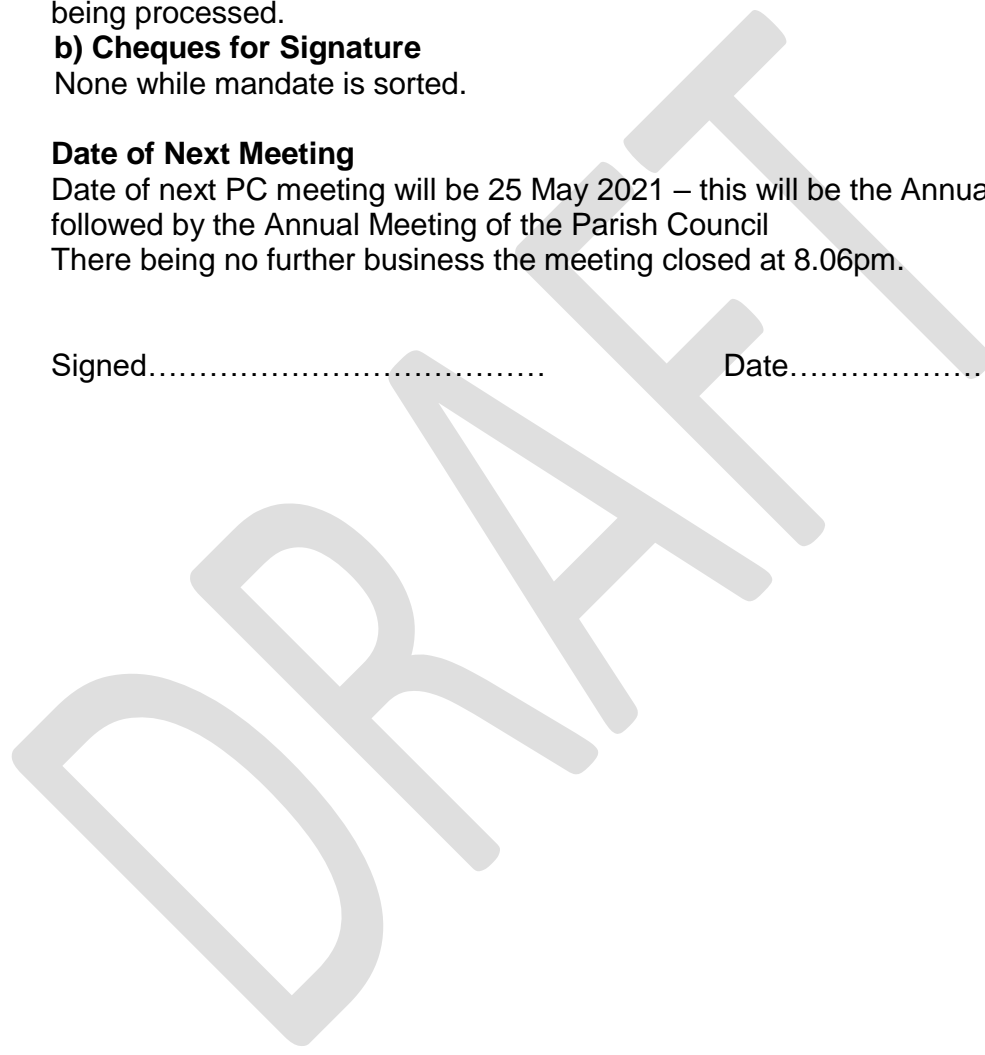 being processed.
b) Cheques for Signature
None while mandate is sorted.
Date of Next Meeting
Date of next PC meeting will be 25 May 2021 – this will be the
followed by the Annual Meeting of the Parish Council
There being no further business the meeting closed at 8.06pm.
Signed………………………………… Date………………
DRAFT